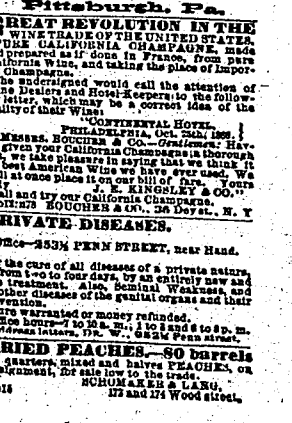 Pittsburgh. Pa.
GREAT REVOLUTION IN THE
WINE TRADE OF THE UNITED STATES,
PURE CALIFORNIA CHAMPAGNE, made
prepared as if done in France, from pure
California Wine, and taking the place of Impor-
Champagne.
The undersigned would call the attention of
Dealers and Hotel-Keepers to the follow-
letter, which may be a correct idea of the
quality of their Wine:
"CONTINENTAL HOTEL,
PHILADELPHIA, Oct. 25th, 1868.
MESSRS. BOUCHER & CO.—Gentlemen: Hav-
given your California Champagne a thorough
we take pleasure in saying that we think it
best American Wine we have ever used. We
at once place it on our bill of fare. Yours
J. E. KINGSLEY & CO."
Call and try our California Champagne.
BOUCHER & CO., 36 Dey st., N. Y
PRIVATE DISEASES.
Office—253½ PENN STREET, near Hand.
the cure of all diseases of a private nature,
from two to four days, by an entirely new and
treatment. Also, Seminal Weakness, and
other diseases of the genital organs and their
prevention.
Cure warranted or money refunded.
Office hours—7 to 10 a. m., 1 to 3 and 6 to 9 p. m.
Penn street.
DRIED PEACHES.—60 barrels
quarters, mixed and halves PEACHES, on
consignment, for sale low to the trade.
SCHOMAKER & LANG,
172 and 174 Wood street.